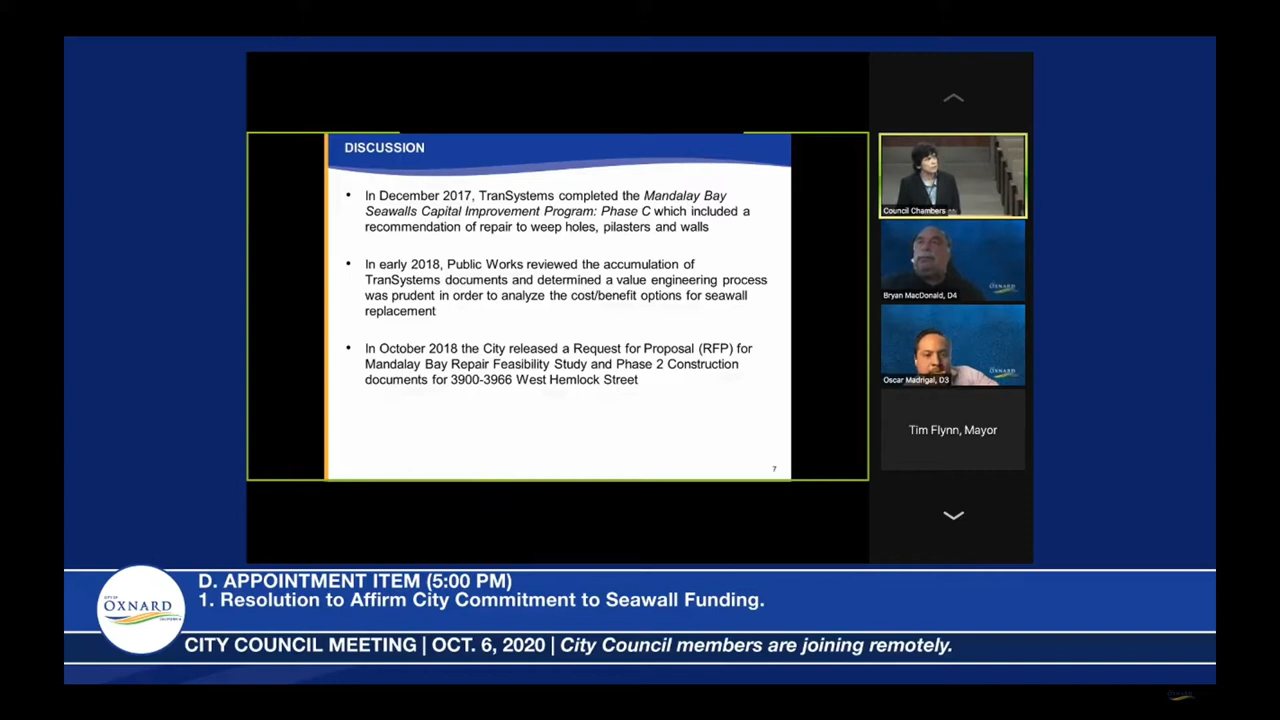 DISCUSSION
• In December 2017, TranSystems completed the Mandalay Bay
Seawalls Capital Improvement Program: Phase C which included a
recommendation of repair to weep holes, pilasters and walls
• In early 2018, Public Works reviewed the accumulation of
TranSystems documents and determined a value engineering process
was prudent in order to analyze the cost/benefit options for seawall
replacement
• In October 2018 the City released a Request for Proposal (RFP) for
Mandalay Bay Repair Feasibility Study and Phase 2 Construction
documents for 3900-3966 West Hemlock Street
7
Council Chambers
Bryan MacDonald, D4
OXNARD
Oscar Madrigal, D3
OXNARD
Tim Flynn, Mayor
CITY OF
OXNARD
CALIFORNIA
D. APPOINTMENT ITEM (5:00 PM)
1. Resolution to Affirm City Commitment to Seawall Funding.
CITY COUNCIL MEETING | OCT. 6, 2020 | City Council members are joining remotely.
OXNARD